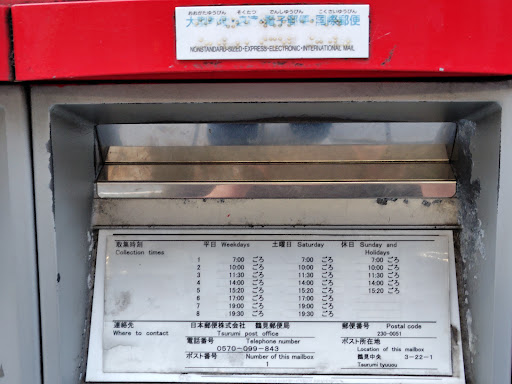 おおがたゆうびん そくたつ でんしゆうびん こくさいゆうびん
大型郵便・速達・電子郵便・国際郵便
NONSTANDARD-SIZED・EXPRESS・ELECTRONIC・INTERNATIONAL MAIL
取集時刻 平日 Weekdays 土曜日 Saturday 休日 Sunday and
Collection times Holidays
1 7:00 ごろ 7:00 ごろ 7:00 ごろ
2 10:00 ごろ 10:00 ごろ 10:00 ごろ
3 11:30 ごろ 11:30 ごろ 11:30 ごろ
4 14:00 ごろ 14:00 ごろ 14:00 ごろ
5 15:20 ごろ 15:20 ごろ 15:20 ごろ
6 17:00 ごろ 17:00 ごろ
7 19:00 ごろ 19:00 ごろ
8 19:30 ごろ 19:30 ごろ
連絡先 日本郵便株式会社 鶴見郵便局 郵便番号 Postal code
Where to contact Tsurumi post office 230-0051
電話番号 Telephone number ポスト所在地
0570-099-843 Location of this mailbox
ポスト番号 Number of this mailbox 鶴見中央 3-22-1
1 Tsurumi tyuuou